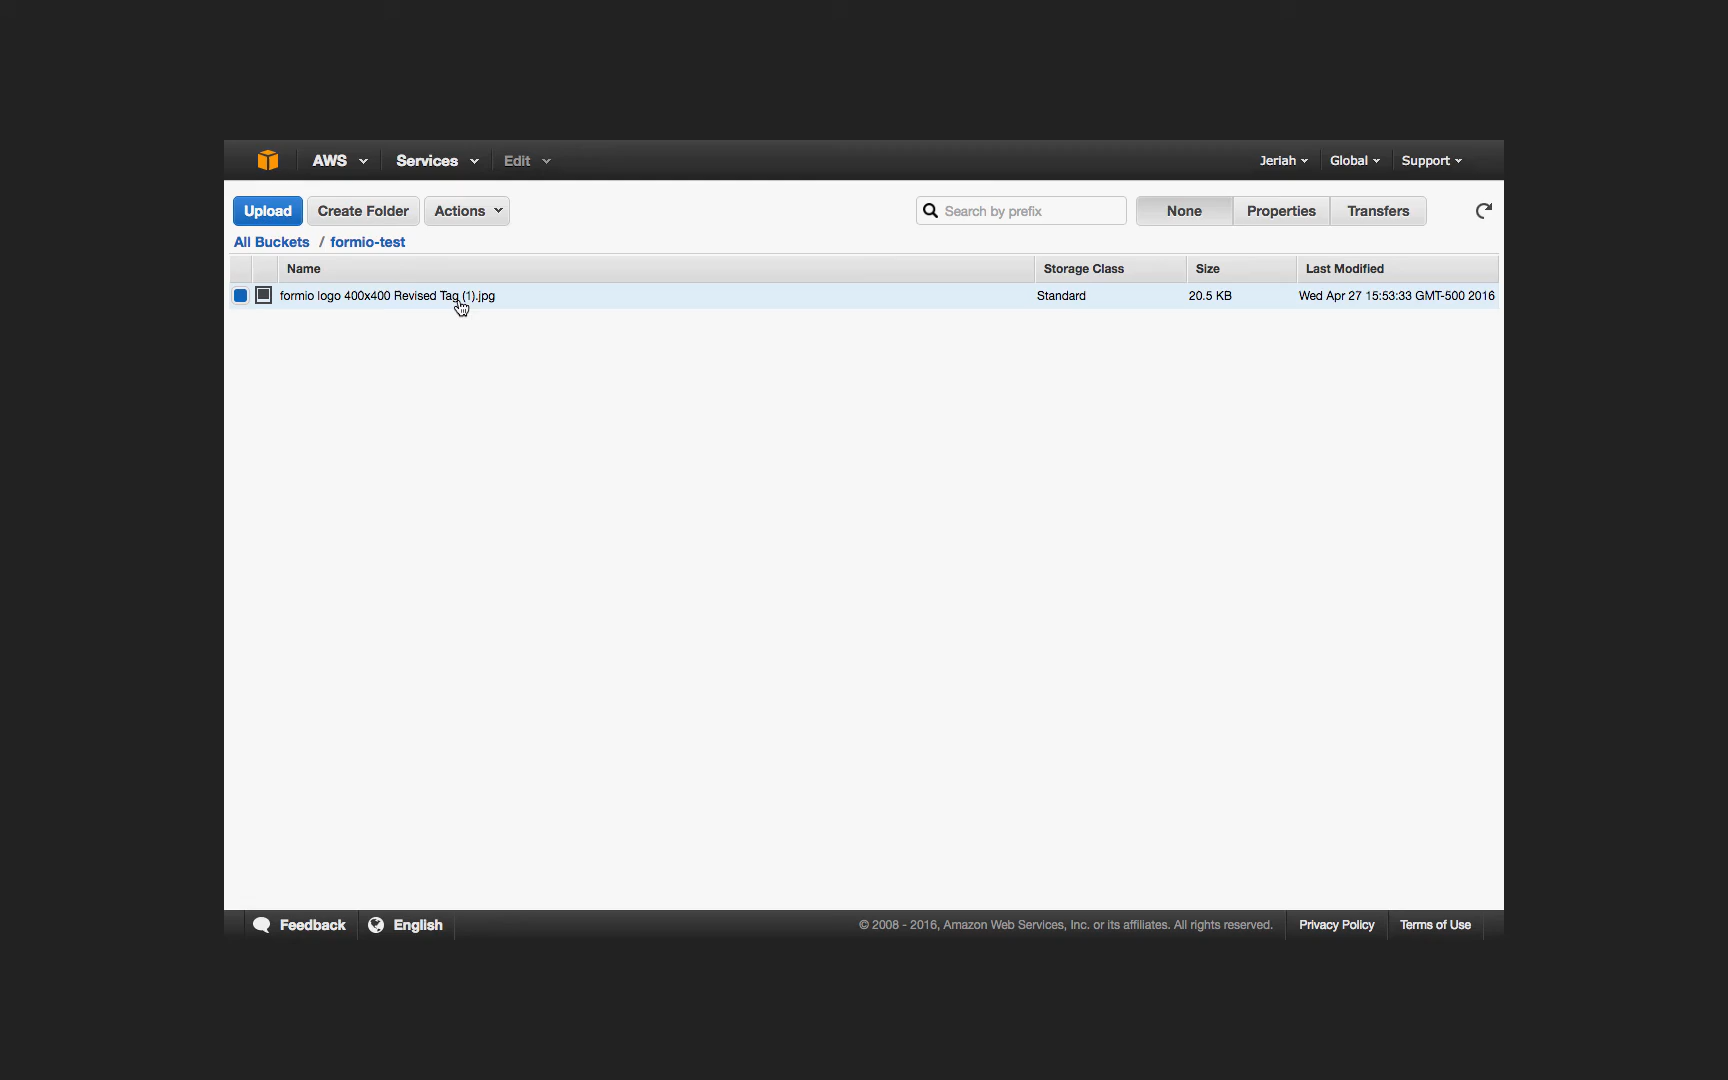 AWS Services Edit Jeriah Global Support
Upload Create Folder Actions Search by prefix None Properties Transfers
All Buckets / formio-test
Name Storage Class Size Last Modified
formio logo 400x400 Revised Tag (1).jpg Standard 20.5 KB Wed Apr 27 15:53:33 GMT-500 2016
Feedback English © 2008 - 2016, Amazon Web Services, Inc. or its affiliates. All rights reserved. Privacy Policy Terms of Use